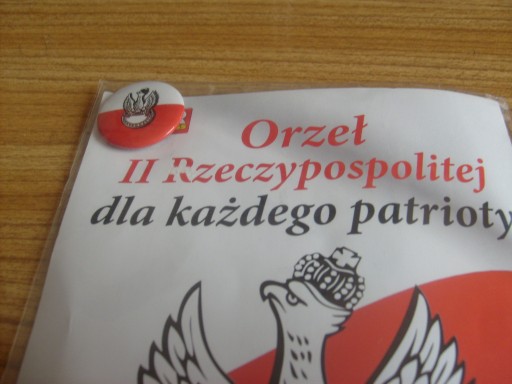 Orzeł
II Rzeczypospolitej
dla każdego patrioty